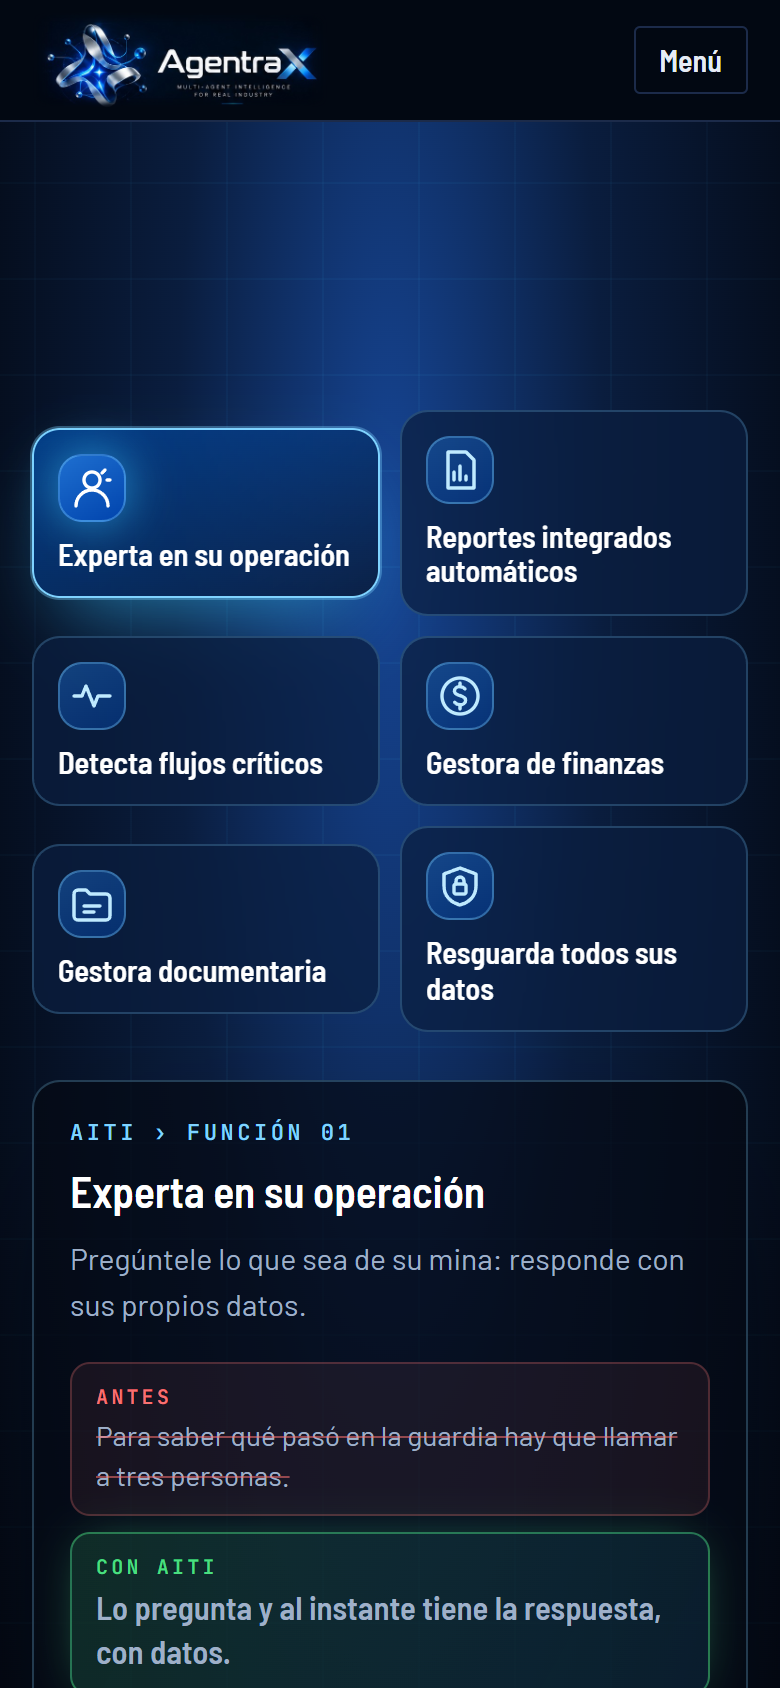 AgentraX
MULTI-AGENT INTELLIGENCE
FOR REAL INDUSTRY
Menú
Experta en su operación
Reportes integrados
automáticos
Detecta flujos críticos
Gestora de finanzas
Gestora documentaria
Resguarda todos sus
datos
AITI › FUNCIÓN 01
Experta en su operación
Pregúntele lo que sea de su mina: responde con
sus propios datos.
ANTES
Para saber qué pasó en la guardia hay que llamar
a tres personas.
CON AITI
Lo pregunta y al instante tiene la respuesta,
con datos.